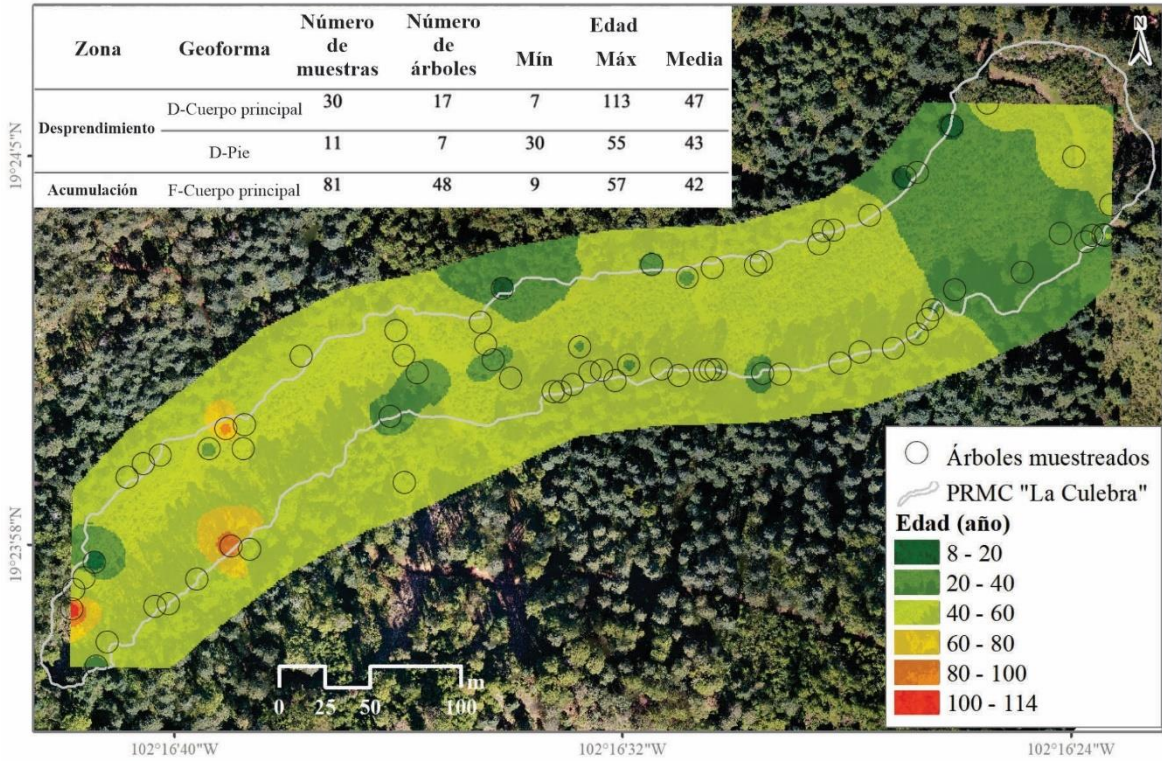 Zona Geoforma Número de muestras Número de árboles Edad
Mín Máx Media
Desprendimiento D-Cuerpo principal 30 17 7 113 47
D-Pie 11 7 30 55 43
Acumulación F-Cuerpo principal 81 48 9 57 42
N
19°24'5"N
19°23'58"N
Árboles muestreados
PRMC "La Culebra"
Edad (año)
8 - 20
20 - 40
40 - 60
60 - 80
80 - 100
100 - 114
m
0 25 50 100
102°16'40"W 102°16'32"W 102°16'24"W